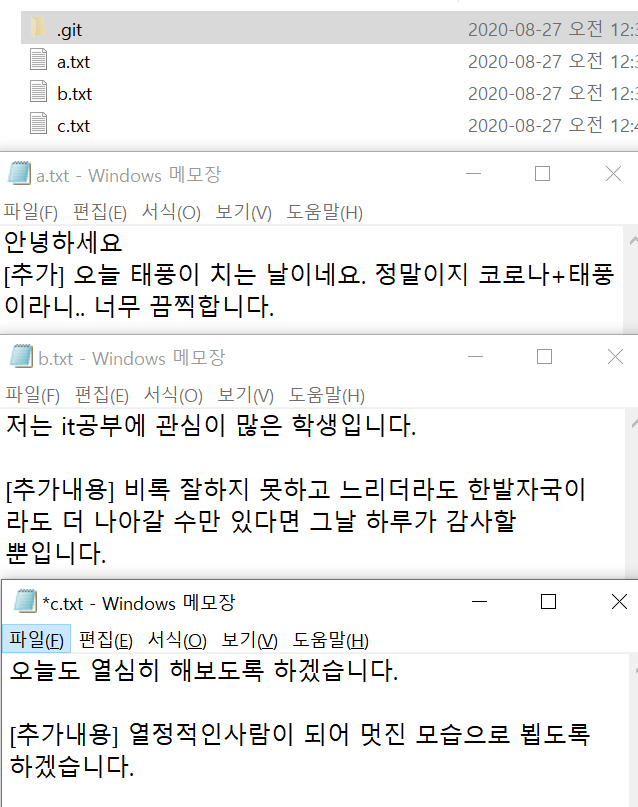 .git 2020-08-27 오전 12:3
a.txt 2020-08-27 오전 12:3
b.txt 2020-08-27 오전 12:3
c.txt 2020-08-27 오전 12:4
a.txt - Windows 메모장
파일(F) 편집(E) 서식(O) 보기(V) 도움말(H)
안녕하세요
[추가] 오늘 태풍이 치는 날이네요. 정말이지 코로나+태풍
이라니.. 너무 끔찍합니다.
b.txt - Windows 메모장
파일(F) 편집(E) 서식(O) 보기(V) 도움말(H)
저는 it공부에 관심이 많은 학생입니다.
[추가내용] 비록 잘하지 못하고 느리더라도 한발자국이
라도 더 나아갈 수만 있다면 그날 하루가 감사할
뿐입니다.
*c.txt - Windows 메모장
파일(F) 편집(E) 서식(O) 보기(V) 도움말(H)
오늘도 열심히 해보도록 하겠습니다.
[추가내용] 열정적인사람이 되어 멋진 모습으로 뵙도록
하겠습니다.